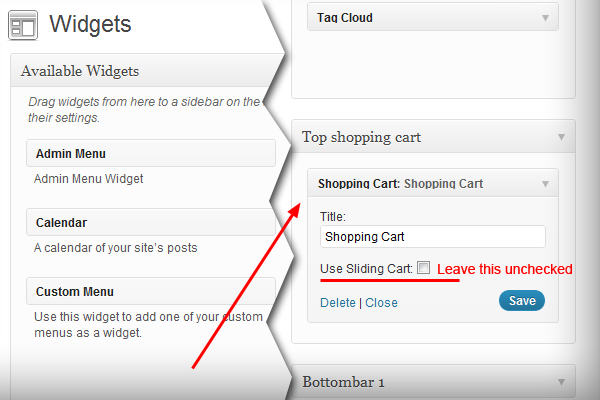 Widgets
Available Widgets
Drag widgets from here to a sidebar on the
their settings.
Admin Menu
Admin Menu Widget
Calendar
A calendar of your site's posts
Custom Menu
Use this widget to add one of your custom
menus as a widget.
Tag Cloud
Top shopping cart
Shopping Cart: Shopping Cart
Title:
Shopping Cart
Use Sliding Cart: Leave this unchecked
Delete | Close
Save
Bottombar 1